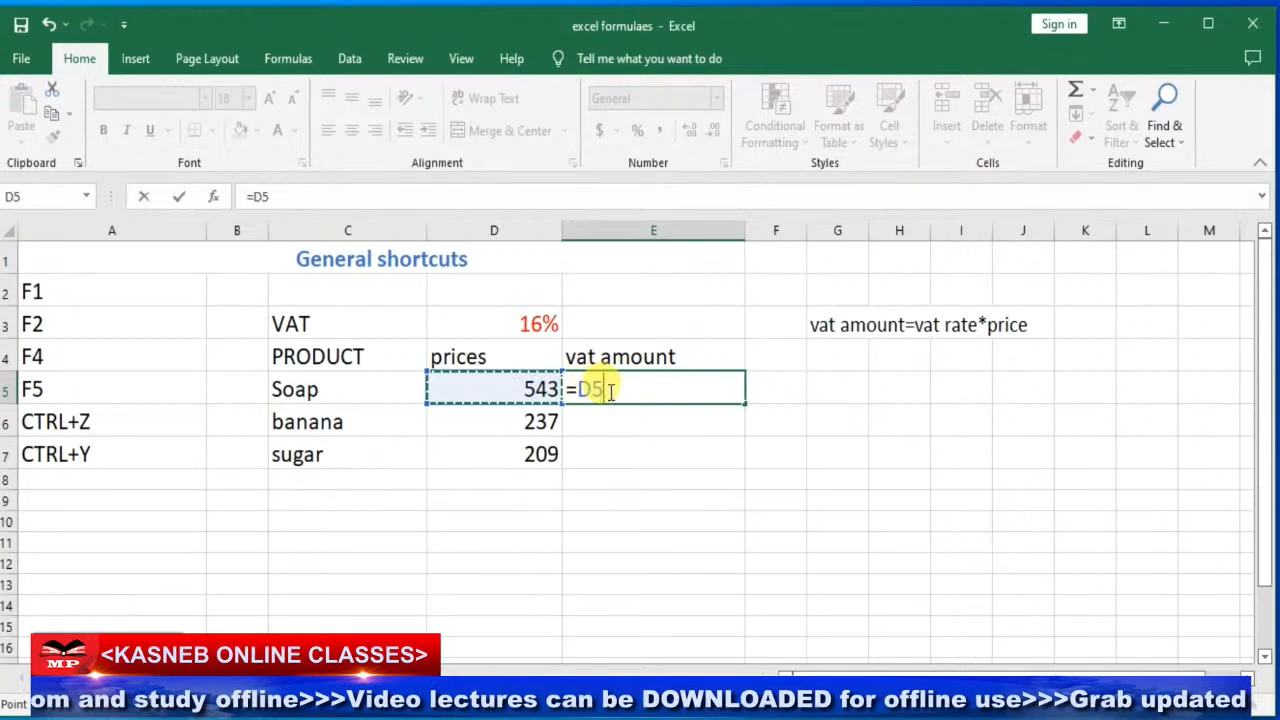 excel formulaes - Excel
Sign in
File Home Insert Page Layout Formulas Data Review View Help Tell me what you want to do
Paste
18
Wrap Text
Merge & Center
General
Conditional Formatting
Format as Table
Cell Styles
Insert
Delete
Format
Sort & Filter
Find & Select
Clipboard
Font
Alignment
Number
Styles
Cells
Editing
D5
fx
=D5
A B C D E F G H I J K L M
1 General shortcuts
2 F1
3 F2 VAT 16% vat amount=vat rate*price
4 F4 PRODUCT prices vat amount
5 F5 Soap 543 =D5
6 CTRL+Z banana 237
7 CTRL+Y sugar 209
8
9
10
11
12
13
14
15
16
MP
<KASNEB ONLINE CLASSES>
om and study offline>>>Video lectures can be DOWNLOADED for offline use>>>Grab updated
Point